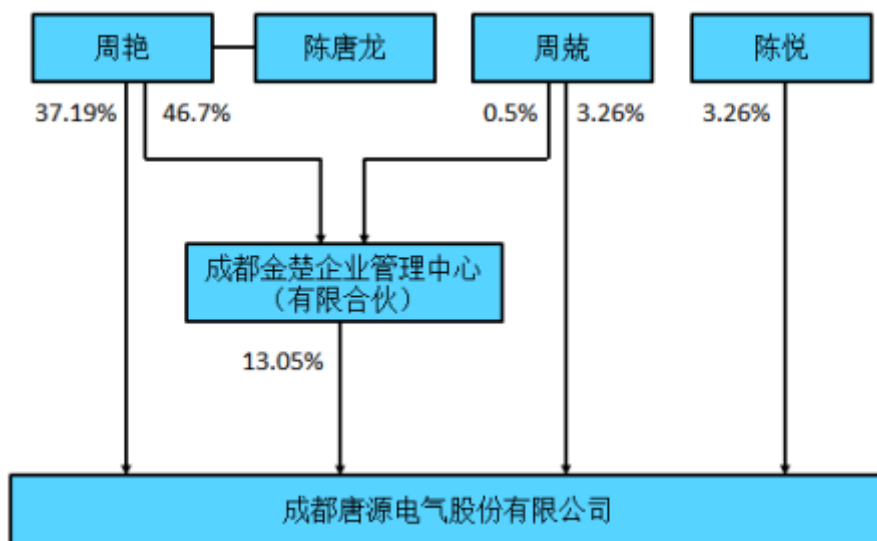 周艳
陈唐龙
周兢
陈悦
37.19%
46.7%
0.5%
3.26%
3.26%
成都金楚企业管理中心
（有限合伙）
13.05%
成都唐源电气股份有限公司